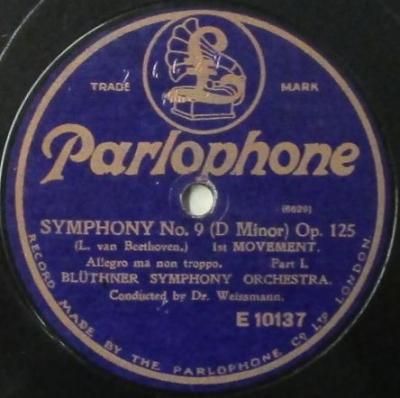 TRADE MARK
Parlophone
(6629)
SYMPHONY No. 9 (D Minor) Op. 125
(L. van Beethoven.) 1st MOVEMENT.
Allegro ma non troppo. Part I.
BLÜTHNER SYMPHONY ORCHESTRA.
Conducted by Dr. Weissmann.
E 10137
RECORD MADE BY THE PARLOPHONE CO LTD LONDON